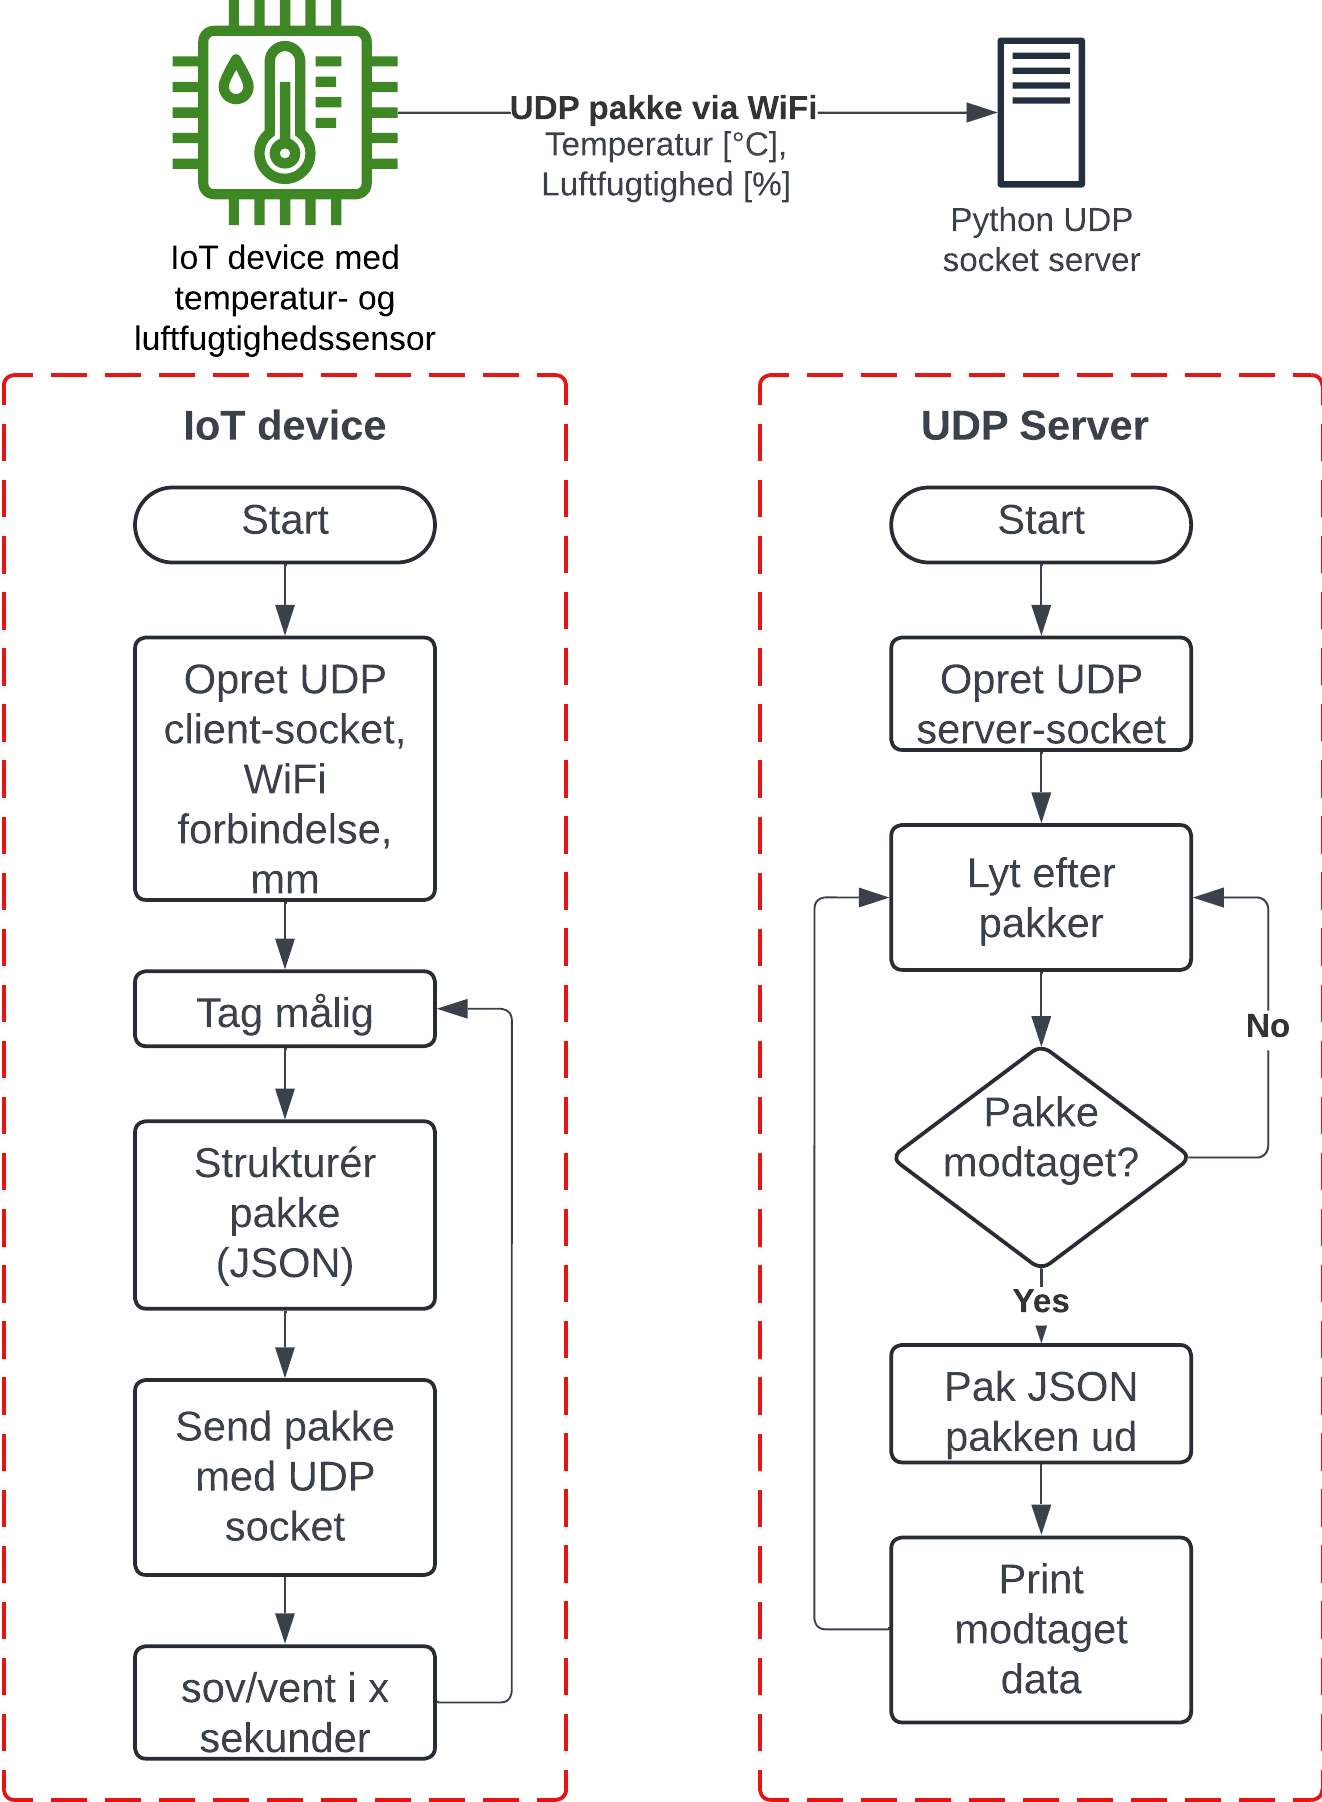 UDP pakke via WiFi
Temperatur [°C],
Luftfugtighed [%]
Python UDP
socket server
IoT device med
temperatur- og
luftfugtighedssensor
IoT device
Start
Opret UDP
client-socket,
WiFi
forbindelse,
mm
Tag målig
Strukturér
pakke
(JSON)
Send pakke
med UDP
socket
sov/vent i x
sekunder
UDP Server
Start
Opret UDP
server-socket
Lyt efter
pakker
No
Pakke
modtaget?
Yes
Pak JSON
pakken ud
Print
modtaget
data